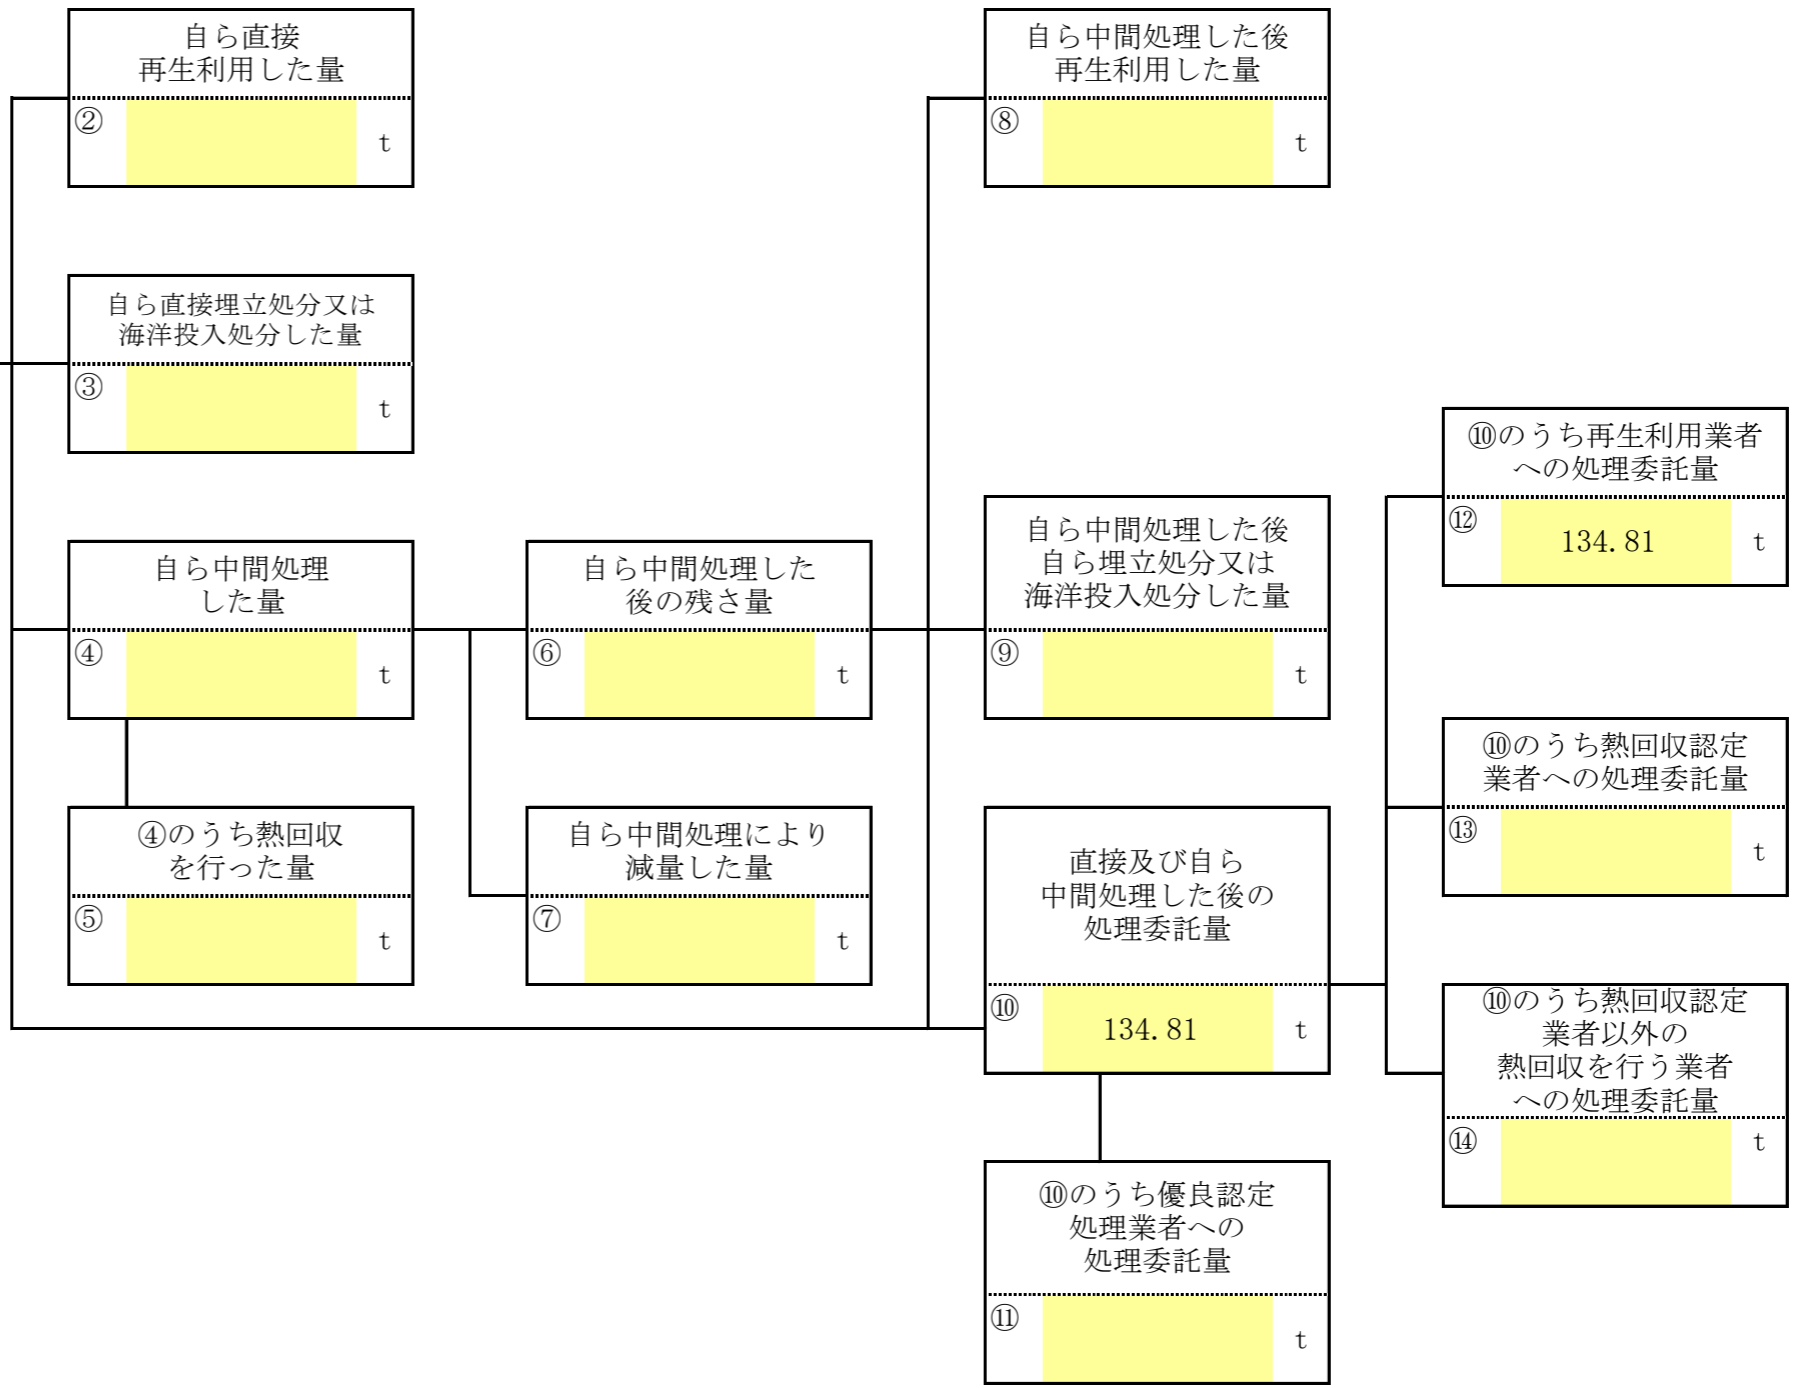 自ら直接
再生利用した量
②
t
自ら中間処理した後
再生利用した量
⑧
t
自ら直接埋立処分又は
海洋投入処分した量
③
t
⑩のうち再生利用業者
への処理委託量
⑫
134.81
t
自ら中間処理
した量
④
t
自ら中間処理した
後の残さ量
⑥
t
自ら中間処理した後
自ら埋立処分又は
海洋投入処分した量
⑨
t
⑩のうち熱回収認定
業者への処理委託量
⑬
t
④のうち熱回収
を行った量
⑤
t
自ら中間処理により
減量した量
⑦
t
直接及び自ら
中間処理した後の
処理委託量
⑩
134.81
t
⑩のうち熱回収認定
業者以外の
熱回収を行う業者
への処理委託量
⑭
t
⑩のうち優良認定
処理業者への
処理委託量
⑪
t